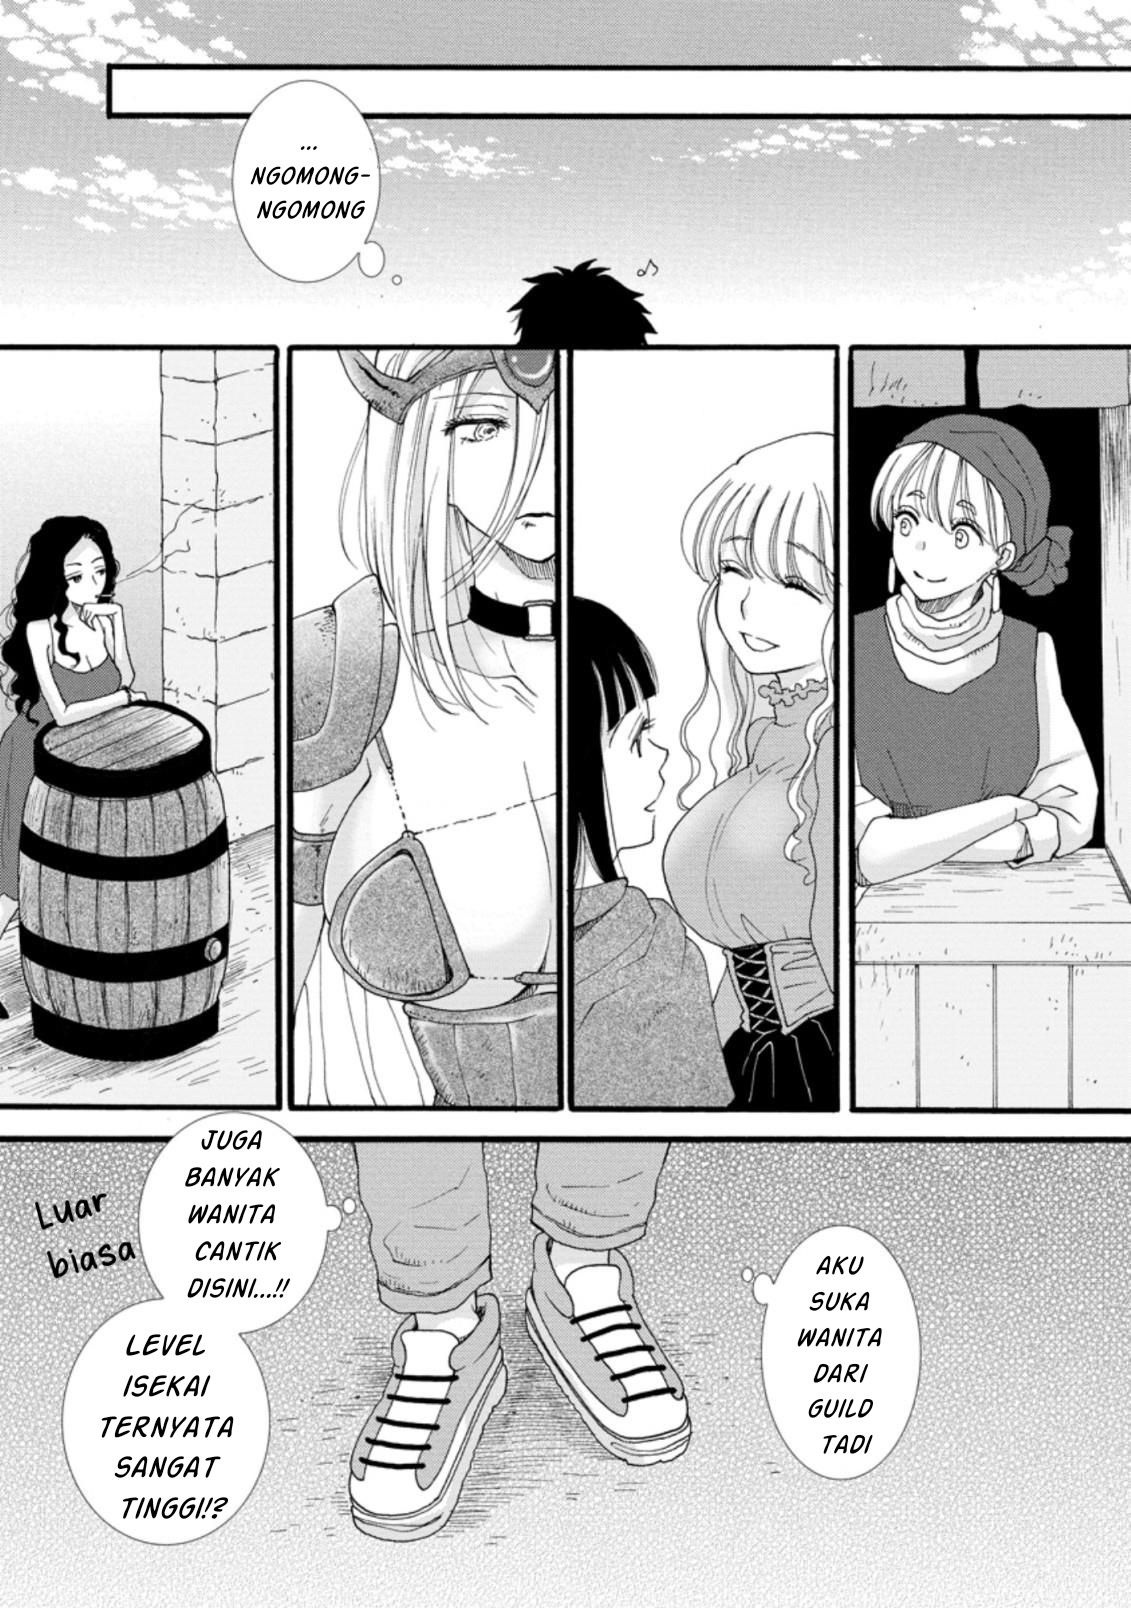 ...
NGOMONG-
NGOMONG
JUGA
BANYAK
WANITA
CANTIK
DISINI...!!
Luar
biasa
LEVEL
ISEKAI
TERNYATA
SANGAT
TINGGI!?
AKU
SUKA
WANITA
DARI
GUILD
TADI